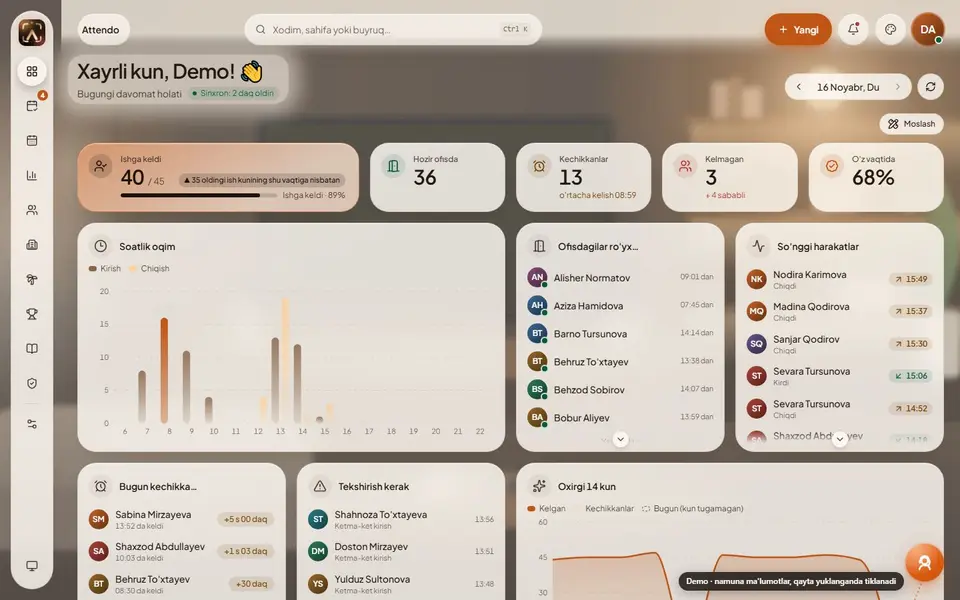 Attendo
Xodim, sahifa yoki buyruq...
Ctrl K
+ Yangi
DA
4
Xayrli kun, Demo! 👋
Bugungi davomat holati
Sinxron: 2 daq oldin
16 Noyabr, Du
Moslash
Ishga keldi
40 / 45
▲ 35 oldingi ish kunining shu vaqtiga nisbatan
Ishga keldi · 89%
Hozir ofisda
36
Kechikkanlar
13
o'rtacha kelish 08:59
Kelmagan
3
+ 4 sababli
O'z vaqtida
68%
Soatlik oqim
Kirish
Chiqish
20
15
10
5
0
6 7 8 9 10 11 12 13 14 15 16 17 18 19 20 21 22
Ofisdagilar ro'yx...
AN Alisher Normatov 09:01 dan
AH Aziza Hamidova 07:45 dan
BT Barno Tursunova 14:14 dan
BT Behruz To'xtayev 13:38 dan
BS Behzod Sobirov 14:07 dan
BA Bobur Aliyev 13:59 dan
So'nggi harakatlar
NK Nodira Karimova 15:49
Chiqdi
MQ Madina Qodirova 15:37
Chiqdi
SQ Sanjar Qodirov 15:30
Chiqdi
ST Sevara Tursunova 15:06
Kirdi
ST Sevara Tursunova 14:52
Chiqdi
SA Shaxzod Abdullayev 14:18
Bugun kechikka...
SM Sabina Mirzayeva +5 s 00 daq
13:52 da keldi
SA Shaxzod Abdullayev +1 s 03 daq
10:03 da keldi
BT Behruz To'xtayev +30 daq
08:30 da keldi
Tekshirish kerak
ST Shahnoza To'xtayeva 13:56
Ketma-ket kirish
DM Doston Mirzayev 13:51
Ketma-ket kirish
YS Yulduz Sultonova 13:48
Ketma-ket kirish
Oxirgi 14 kun
Kelgan
Kechikkanlar
Bugun (kun tugamagan)
60
45
30
Demo · namuna ma'lumotlar, qayta yuklanganda tiklanadi